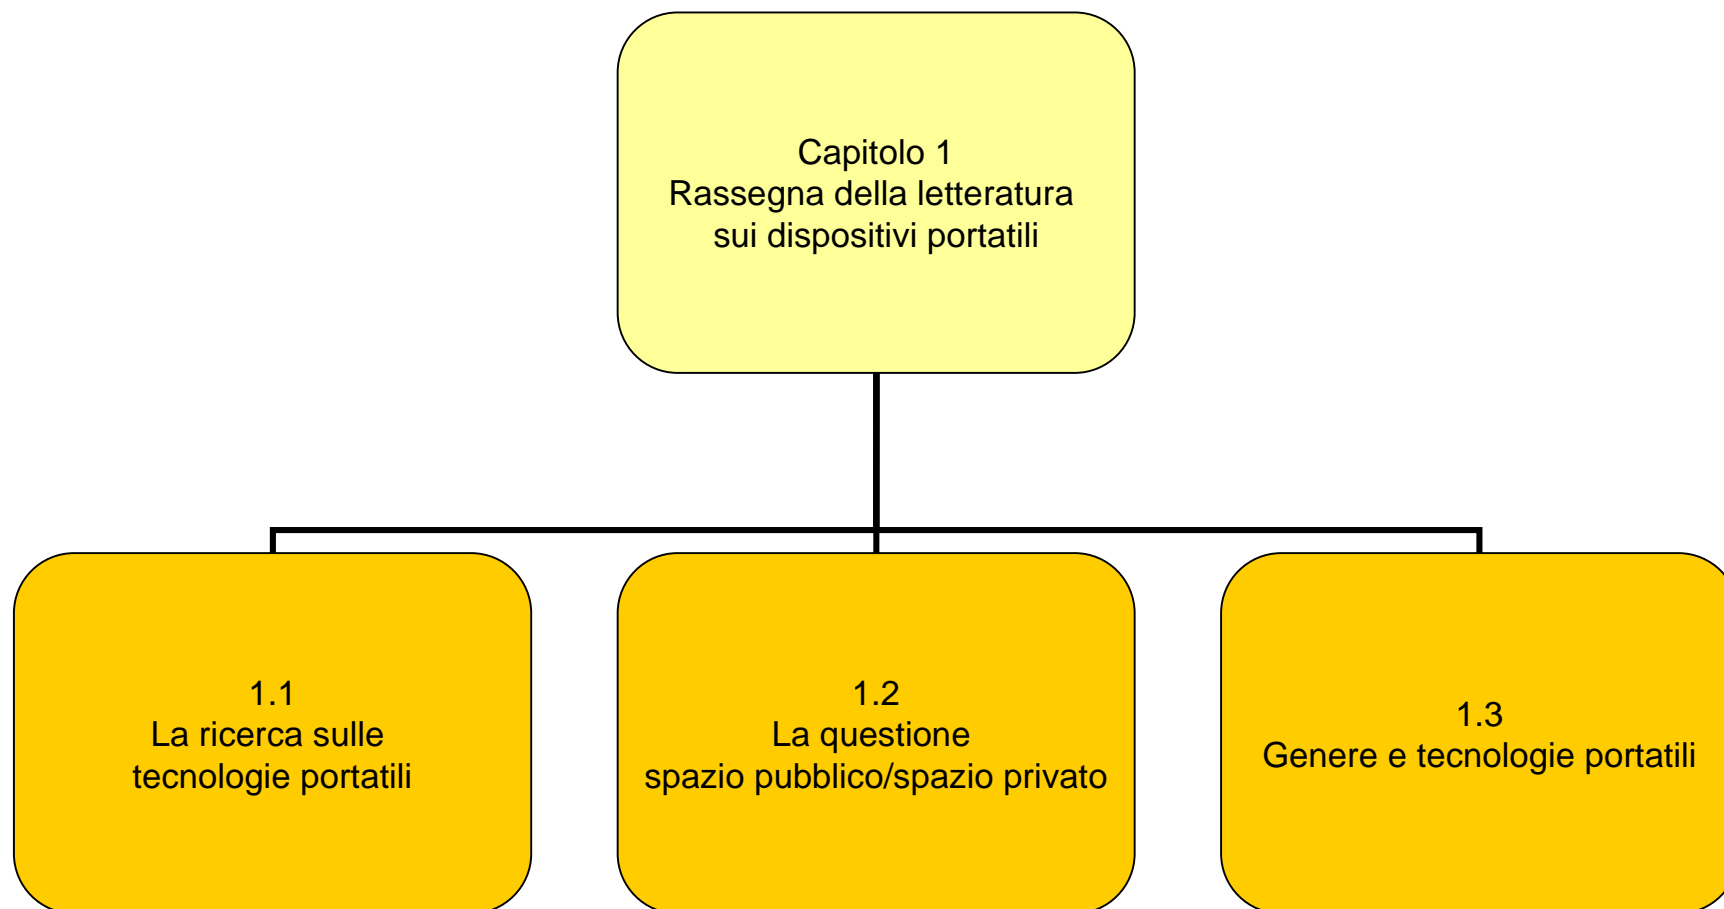 Capitolo 1
Rassegna della letteratura
sui dispositivi portatili
1.1
La ricerca sulle
tecnologie portatili
1.2
La questione
spazio pubblico/spazio privato
1.3
Genere e tecnologie portatili